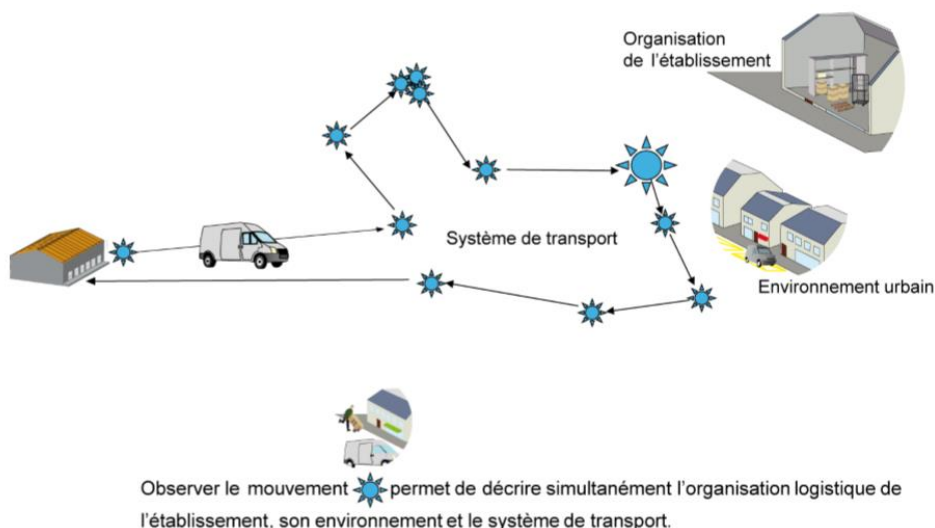 Organisation
de l'établissement
Système de transport
Environnement urbain
Observer le mouvement permet de décrire simultanément l'organisation logistique de
l'établissement, son environnement et le système de transport.